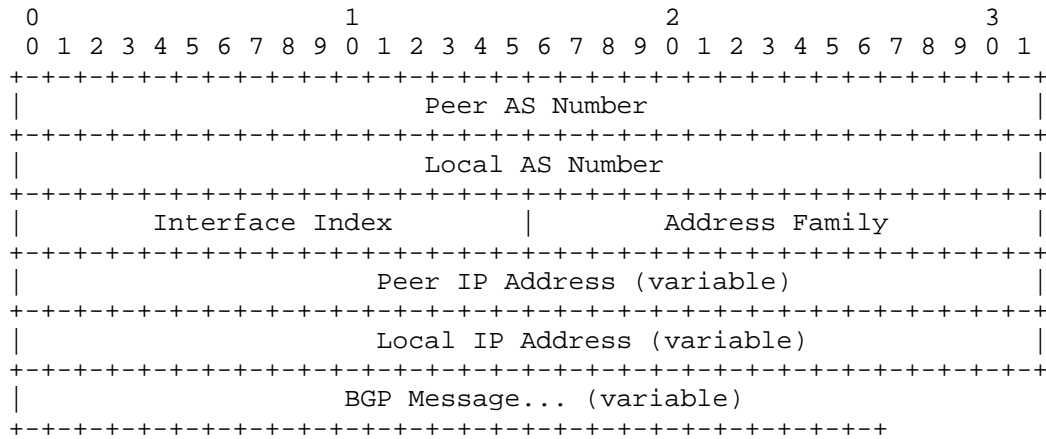 0                   1                   2                   3
 0 1 2 3 4 5 6 7 8 9 0 1 2 3 4 5 6 7 8 9 0 1 2 3 4 5 6 7 8 9 0 1
+-+-+-+-+-+-+-+-+-+-+-+-+-+-+-+-+-+-+-+-+-+-+-+-+-+-+-+-+-+-+-+-+
|                         Peer AS Number                        |
+-+-+-+-+-+-+-+-+-+-+-+-+-+-+-+-+-+-+-+-+-+-+-+-+-+-+-+-+-+-+-+-+
|                         Local AS Number                       |
+-+-+-+-+-+-+-+-+-+-+-+-+-+-+-+-+-+-+-+-+-+-+-+-+-+-+-+-+-+-+-+-+
|        Interface Index        |        Address Family         |
+-+-+-+-+-+-+-+-+-+-+-+-+-+-+-+-+-+-+-+-+-+-+-+-+-+-+-+-+-+-+-+-+
|                      Peer IP Address (variable)               |
+-+-+-+-+-+-+-+-+-+-+-+-+-+-+-+-+-+-+-+-+-+-+-+-+-+-+-+-+-+-+-+-+
|                      Local IP Address (variable)              |
+-+-+-+-+-+-+-+-+-+-+-+-+-+-+-+-+-+-+-+-+-+-+-+-+-+-+-+-+-+-+-+-+
|                    BGP Message... (variable)
+-+-+-+-+-+-+-+-+-+-+-+-+-+-+-+-+-+-+-+-+-+-+-+-+-+-+-+